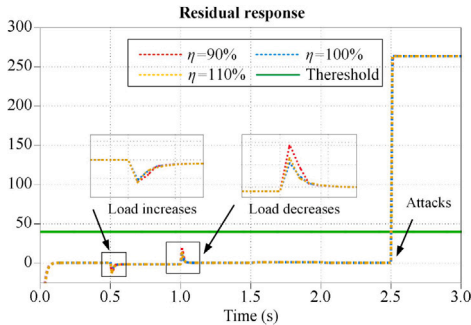 Residual response
η=90% η=100%
η=110% Thereshold
300
250
200
150
100
50
0
Load increases
Load decreases
Attacks
0.0 0.5 1.0 1.5 2.0 2.5 3.0
Time (s)